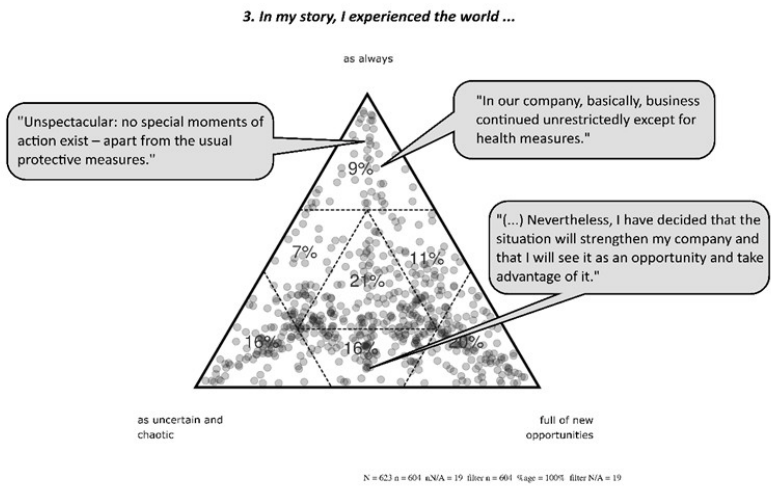 3. In my story, I experienced the world ...
as always
"Unspectacular: no special moments of
action exist – apart from the usual
protective measures."
"In our company, basically, business
continued unrestrictedly except for
health measures."
9%
"(...) Nevertheless, I have decided that the
situation will strengthen my company and
that I will see it as an opportunity and take
advantage of it."
7%
11%
21%
16%
16%
20%
as uncertain and
chaotic
full of new
opportunities
N = 623 n = 604 nN/A = 19 filter n = 604 %age = 100% filter N/A = 19